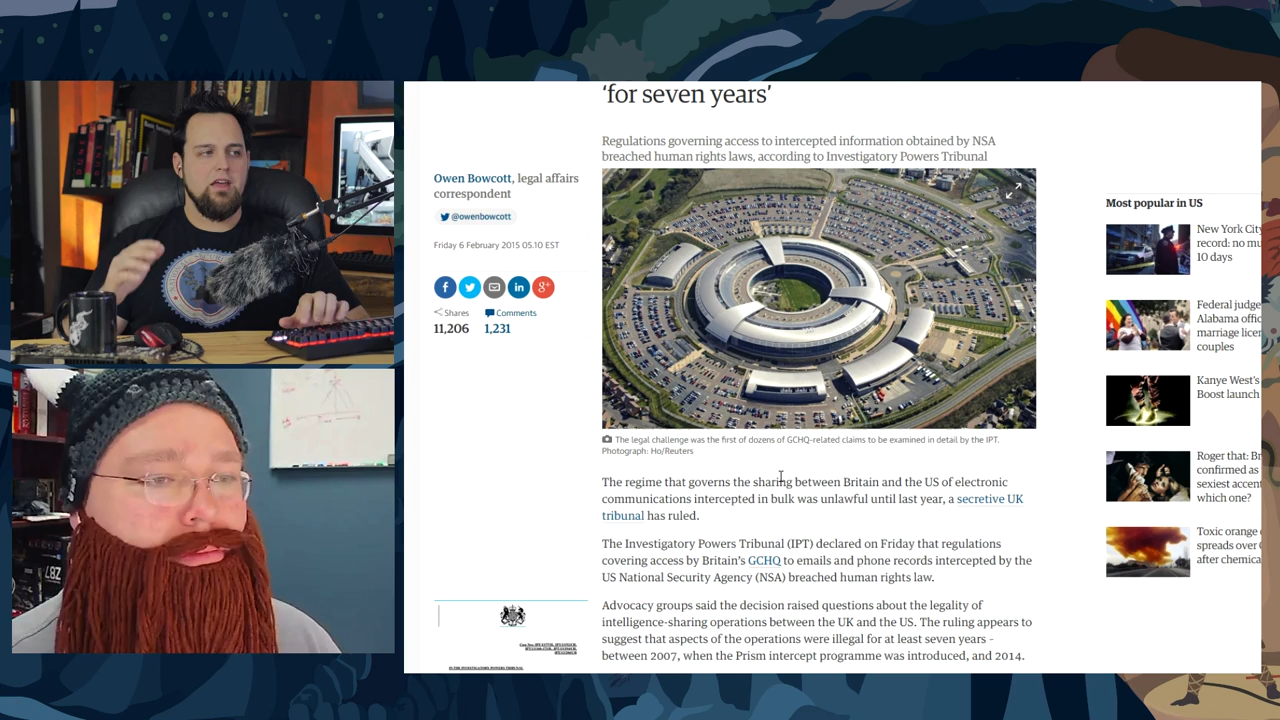 ‘for seven years’
Regulations governing access to intercepted information obtained by NSA
breached human rights laws, according to Investigatory Powers Tribunal
Owen Bowcott, legal affairs
correspondent
@owenbowcott
Friday 6 February 2015 05.10 EST
Shares
Comments
11,206
1,231
The legal challenge was the first of dozens of GCHQ-related claims to be examined in detail by the IPT.
Photograph: Ho/Reuters
The regime that governs the sharing between Britain and the US of electronic
communications intercepted in bulk was unlawful until last year, a secretive UK
tribunal has ruled.
The Investigatory Powers Tribunal (IPT) declared on Friday that regulations
covering access by Britain’s GCHQ to emails and phone records intercepted by the
US National Security Agency (NSA) breached human rights law.
Advocacy groups said the decision raised questions about the legality of
intelligence-sharing operations between the UK and the US. The ruling appears to
suggest that aspects of the operations were illegal for at least seven years –
between 2007, when the Prism intercept programme was introduced, and 2014.
IN THE INVESTIGATORY POWERS TRIBUNAL
Most popular in US
New York City
record: no mu
10 days
Federal judge
Alabama offic
marriage licen
couples
Kanye West's
Boost launch
Roger that: Br
confirmed as
sexiest accent
which one?
Toxic orange
spreads over
after chemica